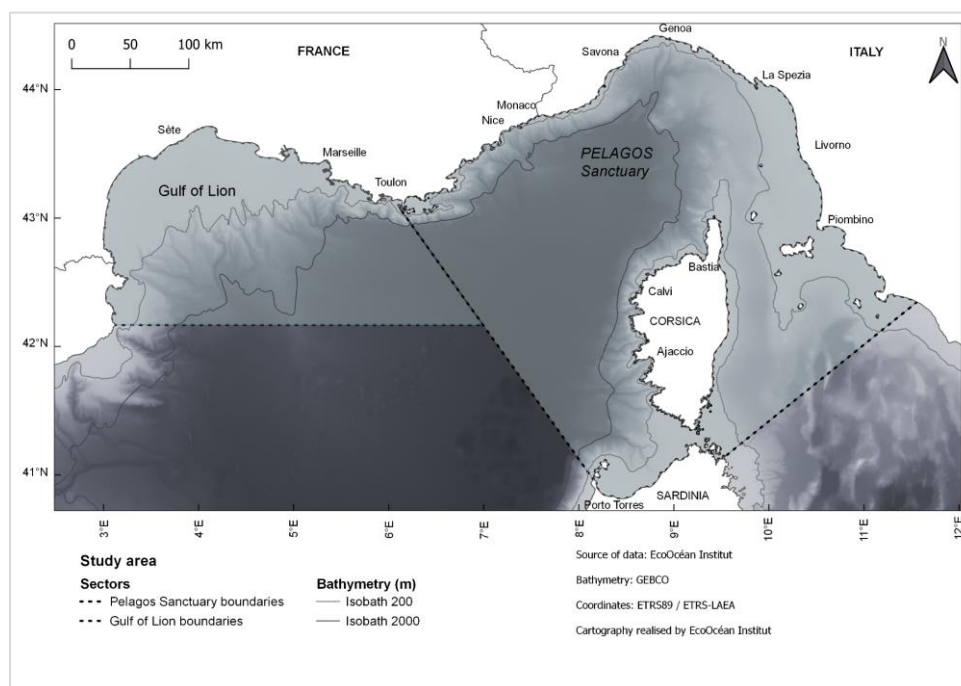 0 50 100 km
FRANCE
Genoa
Savona
ITALY
N
La Spezia
44°N
Monaco
Nice
Sète
Marseille
PELAGOS
Sanctuary
Livorno
Toulon
Gulf of Lion
43°N
Piombino
Bastia
Calvi
CORSICA
42°N
Ajaccio
41°N
SARDINIA
Porto Torres
3°E 4°E 5°E 6°E 7°E 8°E 9°E 10°E 11°E 12°E
Study area
Sectors
Pelagos Sanctuary boundaries
Gulf of Lion boundaries
Bathymetry (m)
Isobath 200
Isobath 2000
Source of data: EcoOcéan Institut
Bathymetry: GEBCO
Coordinates: ETRS89 / ETRS-LAEA
Cartography realised by EcoOcéan Institut